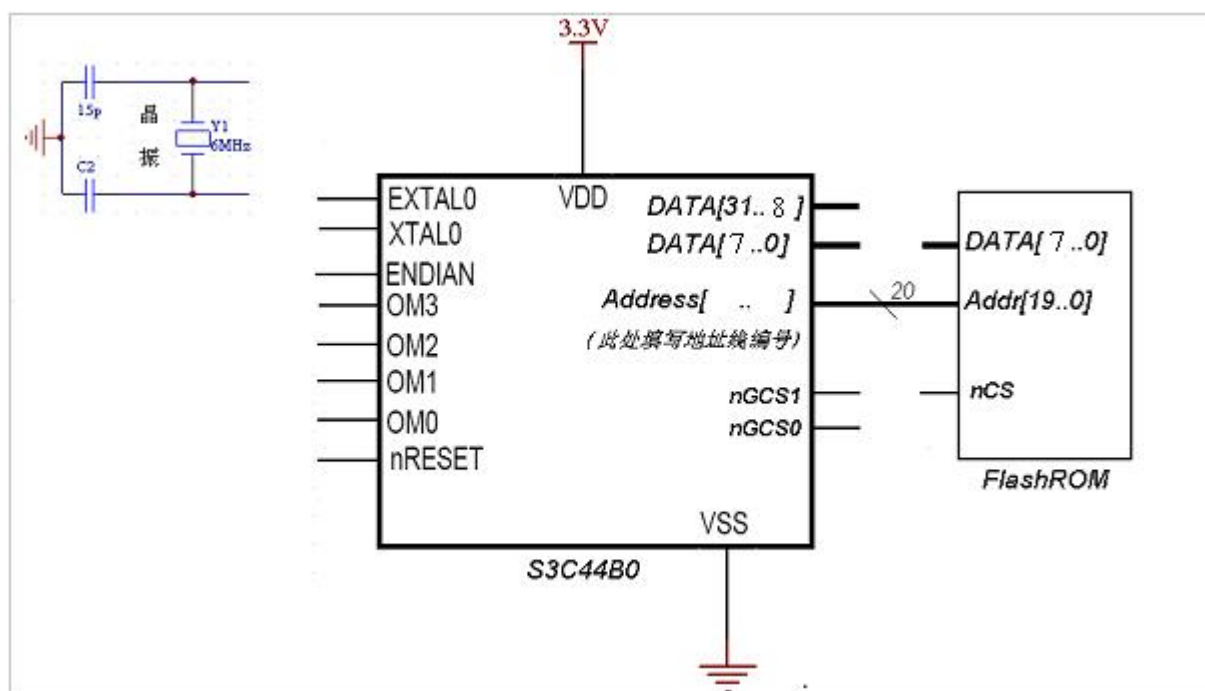 3.3V
15p
晶
振
Y1
6MHz
C2
EXTAL0
XTAL0
ENDIAN
OM3
OM2
OM1
OM0
nRESET
VDD
DATA[31..8]
DATA[7..0]
Address[ .. ]
(此处填写地址线编号)
nGCS1
nGCS0
VSS
S3C44B0
20
DATA[7..0]
Addr[19..0]
nCS
FlashROM